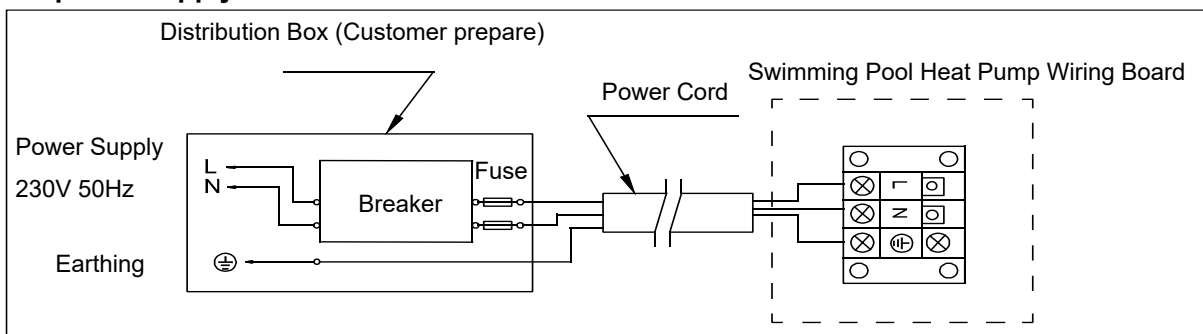 Distribution Box (Customer prepare)
Swimming Pool Heat Pump Wiring Board
Power Cord
Power Supply
230V 50Hz
L
N
Breaker
Fuse
Earthing
L
N